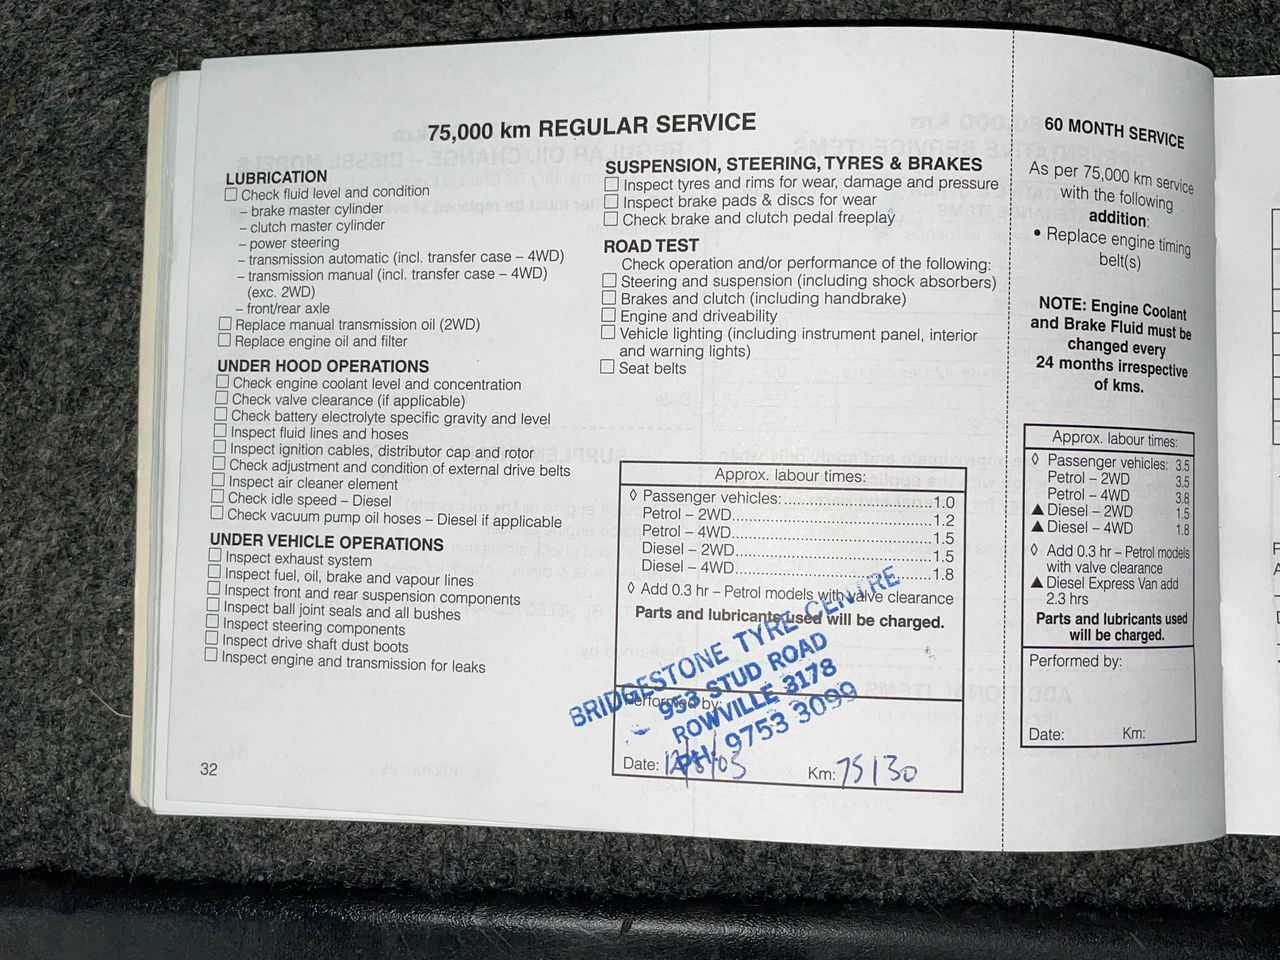 75,000 km REGULAR SERVICE
LUBRICATION
Check fluid level and condition
– brake master cylinder
– clutch master cylinder
– power steering
– transmission automatic (incl. transfer case – 4WD)
– transmission manual (incl. transfer case – 4WD)
(exc. 2WD)
– front/rear axle
Replace manual transmission oil (2WD)
Replace engine oil and filter
UNDER HOOD OPERATIONS
Check engine coolant level and concentration
Check valve clearance (if applicable)
Check battery electrolyte specific gravity and level
Inspect fluid lines and hoses
Inspect ignition cables, distributor cap and rotor
Check adjustment and condition of external drive belts
Inspect air cleaner element
Check idle speed – Diesel
Check vacuum pump oil hoses – Diesel if applicable
UNDER VEHICLE OPERATIONS
Inspect exhaust system
Inspect fuel, oil, brake and vapour lines
Inspect front and rear suspension components
Inspect ball joint seals and all bushes
Inspect steering components
Inspect drive shaft dust boots
Inspect engine and transmission for leaks
32
SUSPENSION, STEERING, TYRES & BRAKES
Inspect tyres and rims for wear, damage and pressure
Inspect brake pads & discs for wear
Check brake and clutch pedal freeplay
ROAD TEST
Check operation and/or performance of the following:
Steering and suspension (including shock absorbers)
Brakes and clutch (including handbrake)
Engine and driveability
Vehicle lighting (including instrument panel, interior
and warning lights)
Seat belts
Approx. labour times:
◊ Passenger vehicles:..................................1.0
Petrol – 2WD.............................................1.2
Petrol – 4WD.............................................1.5
Diesel – 2WD.............................................1.5
Diesel – 4WD.............................................1.8
◊ Add 0.3 hr – Petrol models with valve clearance
Parts and lubricants used will be charged.
BRIDGESTONE TYRE CENTRE
953 STUD ROAD
ROWVILLE 3178
PH: 9753 3099
Performed by:
Date:
Km: 75130
60 MONTH SERVICE
As per 75,000 km service
with the following
addition:
• Replace engine timing
belt(s)
NOTE: Engine Coolant
and Brake Fluid must be
changed every
24 months irrespective
of kms.
Approx. labour times:
◊ Passenger vehicles: 3.5
Petrol – 2WD 3.5
Petrol – 4WD 3.8
▲ Diesel – 2WD 1.5
▲ Diesel – 4WD 1.8
◊ Add 0.3 hr – Petrol models
with valve clearance
▲ Diesel Express Van add
2.3 hrs
Parts and lubricants used
will be charged.
Performed by:
Date: Km: